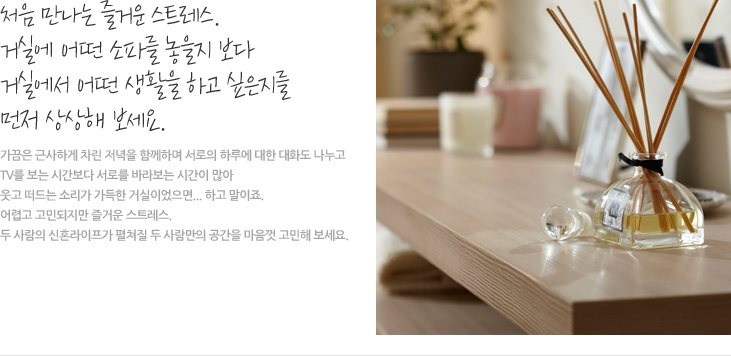 처음 만나는 즐거운 스트레스.
거실에 어떤 소파를 놓을지 보다
거실에서 어떤 생활을 하고 싶은지를
먼저 상상해 보세요.
가끔은 근사하게 차린 저녁을 함께하며 서로의 하루에 대한 대화도 나누고
TV를 보는 시간보다 서로를 바라보는 시간이 많아
웃고 떠드는 소리가 가득한 거실이었으면... 하고 말이죠.
어렵고 고민되지만 즐거운 스트레스.
두 사람의 신혼라이프가 펼쳐질 두 사람만의 공간을 마음껏 고민해 보세요.